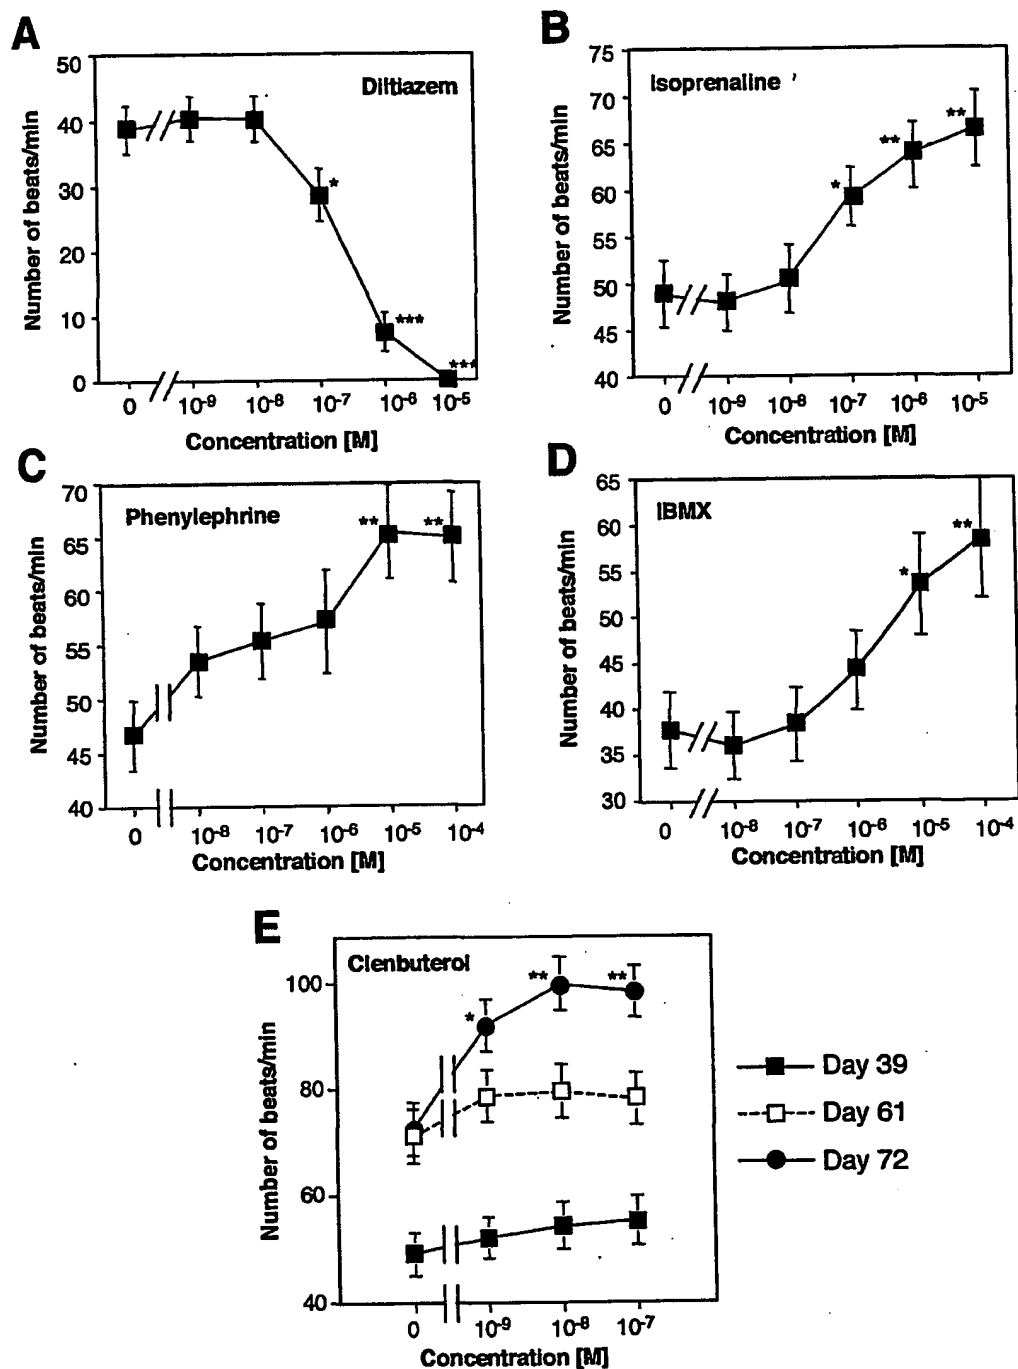 A
Diltiazem
Number of beats/min
50
40
30
20
10
0
*
***
***
0 10-9 10-8 10-7 10-6 10-5
Concentration [M]
B
Isoprenaline
Number of beats/min
75
70
65
60
55
50
45
40
*
**
**
0 10-9 10-8 10-7 10-6 10-5
Concentration [M]
C
Phenylephrine
Number of beats/min
70
65
60
55
50
45
40
** **
0 10-8 10-7 10-6 10-5 10-4
Concentration [M]
D
IBMX
Number of beats/min
65
60
55
50
45
40
35
30
*
**
0 10-8 10-7 10-6 10-5 10-4
Concentration [M]
E
Clenbuterol
Number of beats/min
100
80
60
40
*
** **
0 10-9 10-8 10-7
Concentration [M]
Day 39
Day 61
Day 72